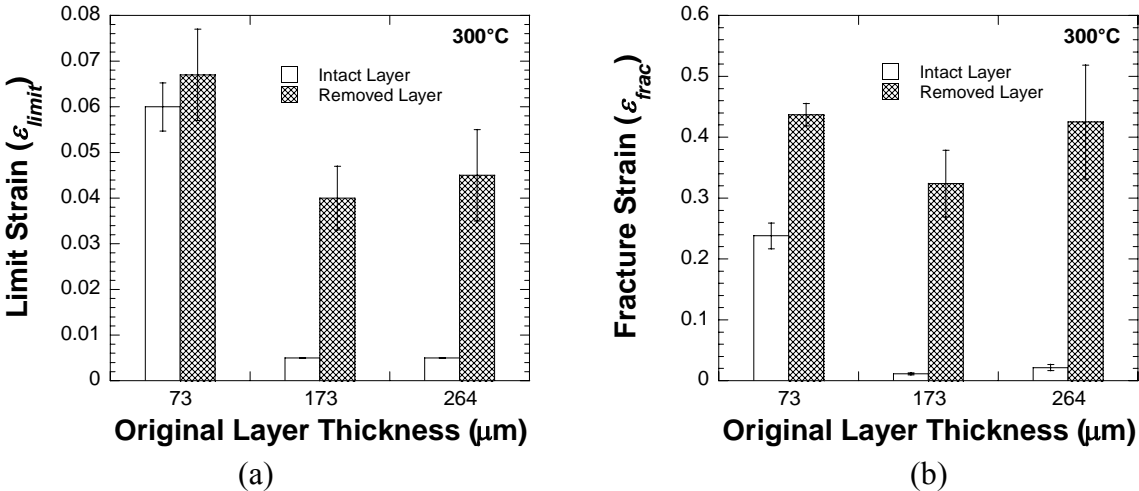 0.08
0.07
0.06
0.05
0.04
0.03
0.02
0.01
0
Limit Strain (ε_limit)
300°C
Intact Layer
Removed Layer
73
173
264
Original Layer Thickness (μm)
(a)
0.6
0.5
0.4
0.3
0.2
0.1
0
Fracture Strain (ε_frac)
300°C
Intact Layer
Removed Layer
73
173
264
Original Layer Thickness (μm)
(b)